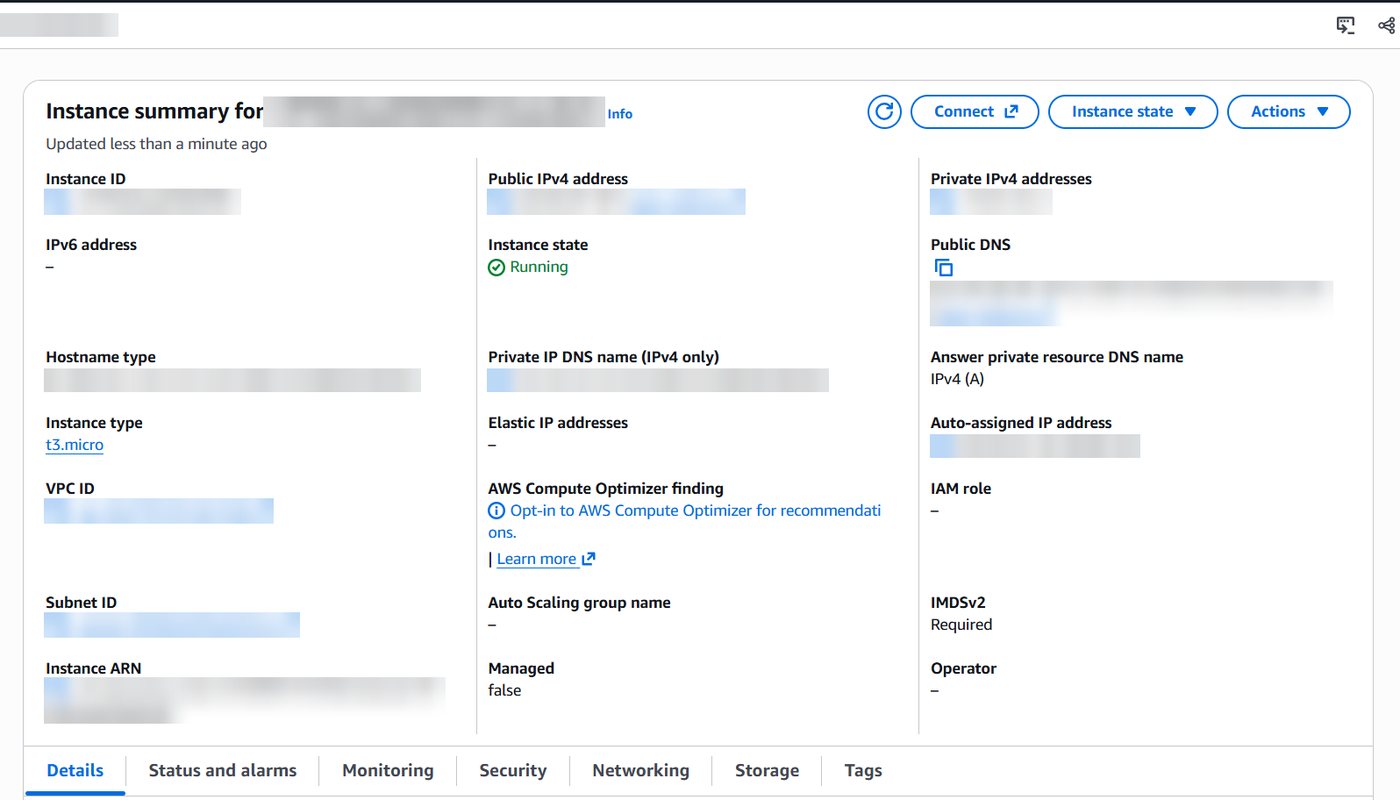 Instance summary for
Info
Connect
Instance state
Actions
Updated less than a minute ago
Instance ID
Public IPv4 address
Private IPv4 addresses
IPv6 address
–
Instance state
Running
Public DNS
Hostname type
Private IP DNS name (IPv4 only)
Answer private resource DNS name
IPv4 (A)
Instance type
t3.micro
Elastic IP addresses
–
Auto-assigned IP address
VPC ID
AWS Compute Optimizer finding
Opt-in to AWS Compute Optimizer for recommendati
ons.
| Learn more
IAM role
–
Subnet ID
Auto Scaling group name
–
IMDSv2
Required
Instance ARN
Managed
false
Operator
–
Details
Status and alarms
Monitoring
Security
Networking
Storage
Tags